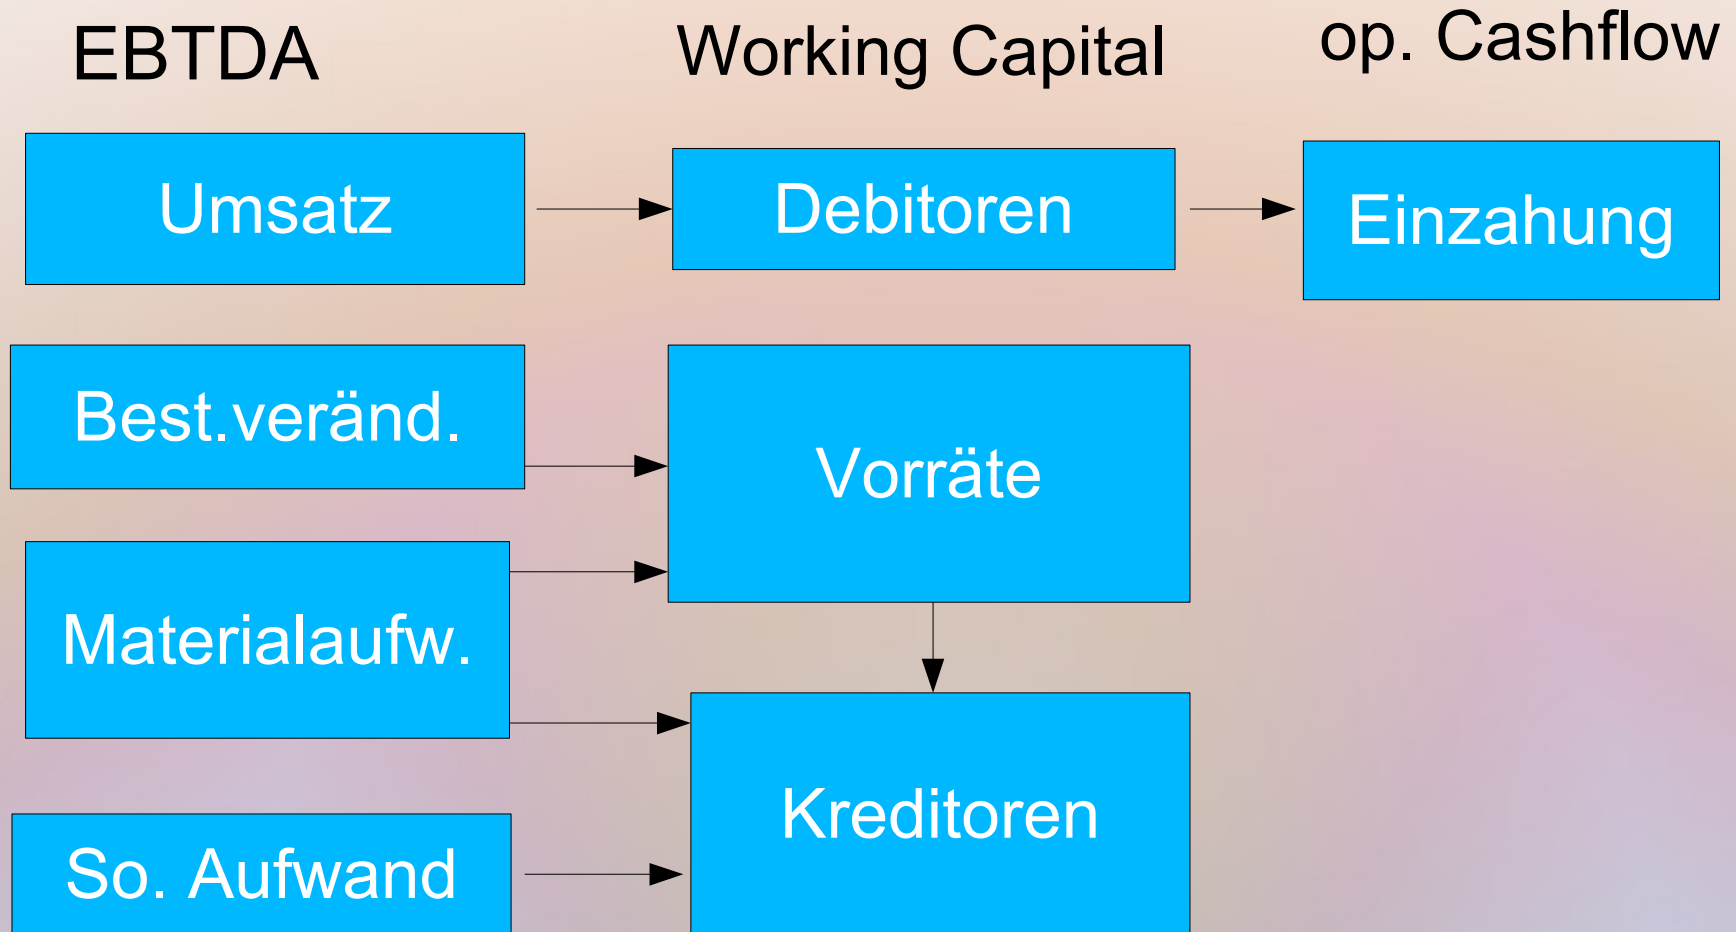 EBTDA
Working Capital
op. Cashflow
Umsatz
Debitoren
Einzahung
Best.veränd.
Vorräte
Materialaufw.
Kreditoren
So. Aufwand